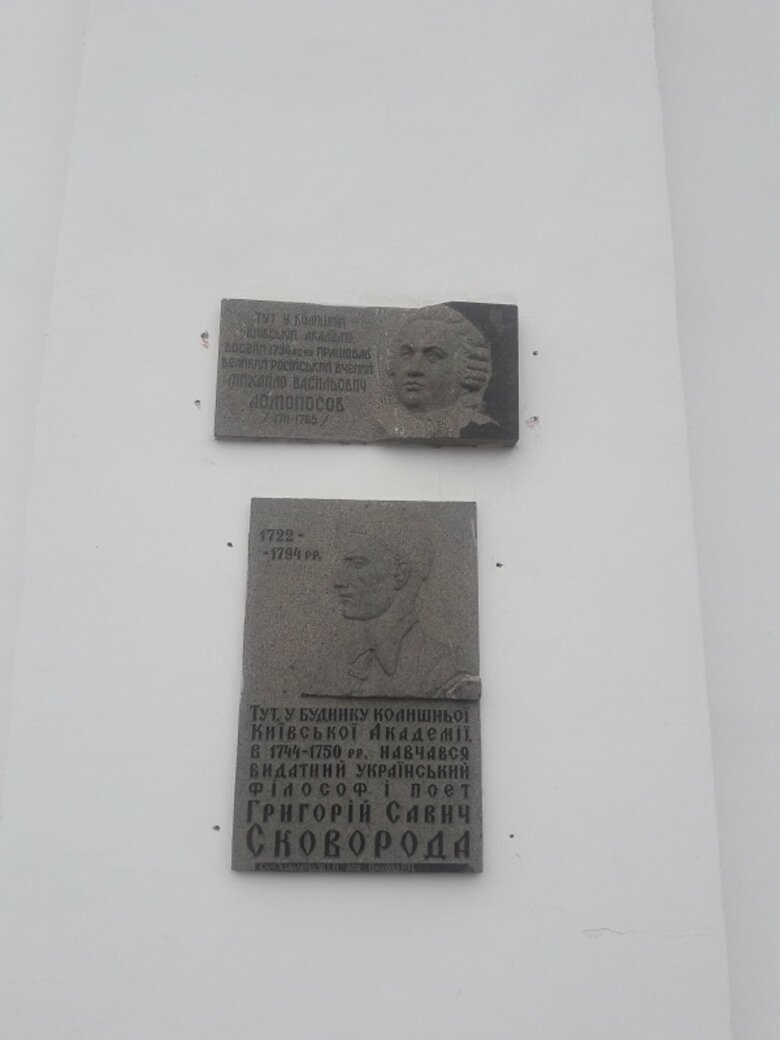 ТУТ У КОЛИШНІЙ
КИЇВСЬКІЙ АКАДЕМІЇ
ВОСЕНИ 1734 РОКУ ПРАЦЮВАВ
ВЕЛИКИЙ РОСІЙСЬКИЙ ВЧЕНИЙ
МИХАЙЛО ВАСИЛЬОВИЧ
ЛОМОНОСОВ
/1711-1765/
1722-
-1794 РР.
ТУТ, У БУДИНКУ КОЛИШНЬОЇ
КИЇВСЬКОЇ АКАДЕМІЇ,
В 1744-1750 РР. НАВЧАВСЯ
ВИДАТНИЙ УКРАЇНСЬКИЙ
ФІЛОСОФ І ПОЕТ
ГРИГОРІЙ САВИЧ
СКОВОРОДА